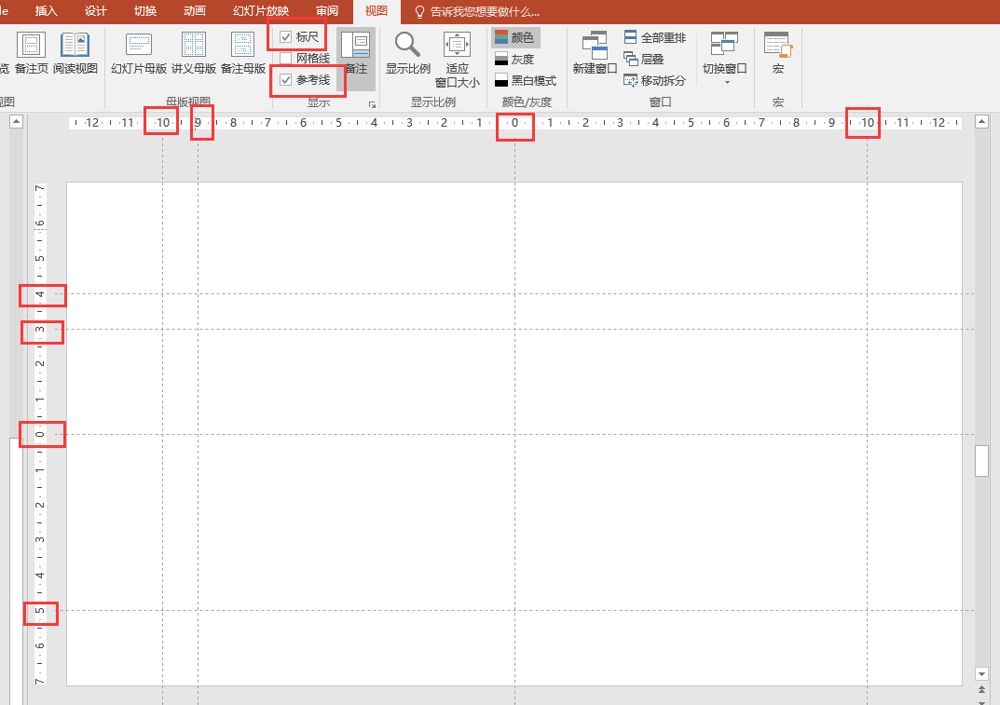 le 插入 设计 切换 动画 幻灯片放映 审阅 视图 告诉我您想要做什么...
标尺 颜色 全部重排
网格线 灰度 层叠
览 备注页 阅读视图 幻灯片母版 讲义母版 备注母版 参考线 备注 显示比例 适应 窗口大小 黑白模式 新建窗口 移动拆分 切换窗口 宏
视图 母版视图 显示 显示比例 颜色/灰度 窗口 宏
12 11 10 9 8 7 6 5 4 3 2 1 0 1 2 3 4 5 6 7 8 9 10 11 12
7
6
5
4
3
2
1
0
1
2
3
4
5
6
7